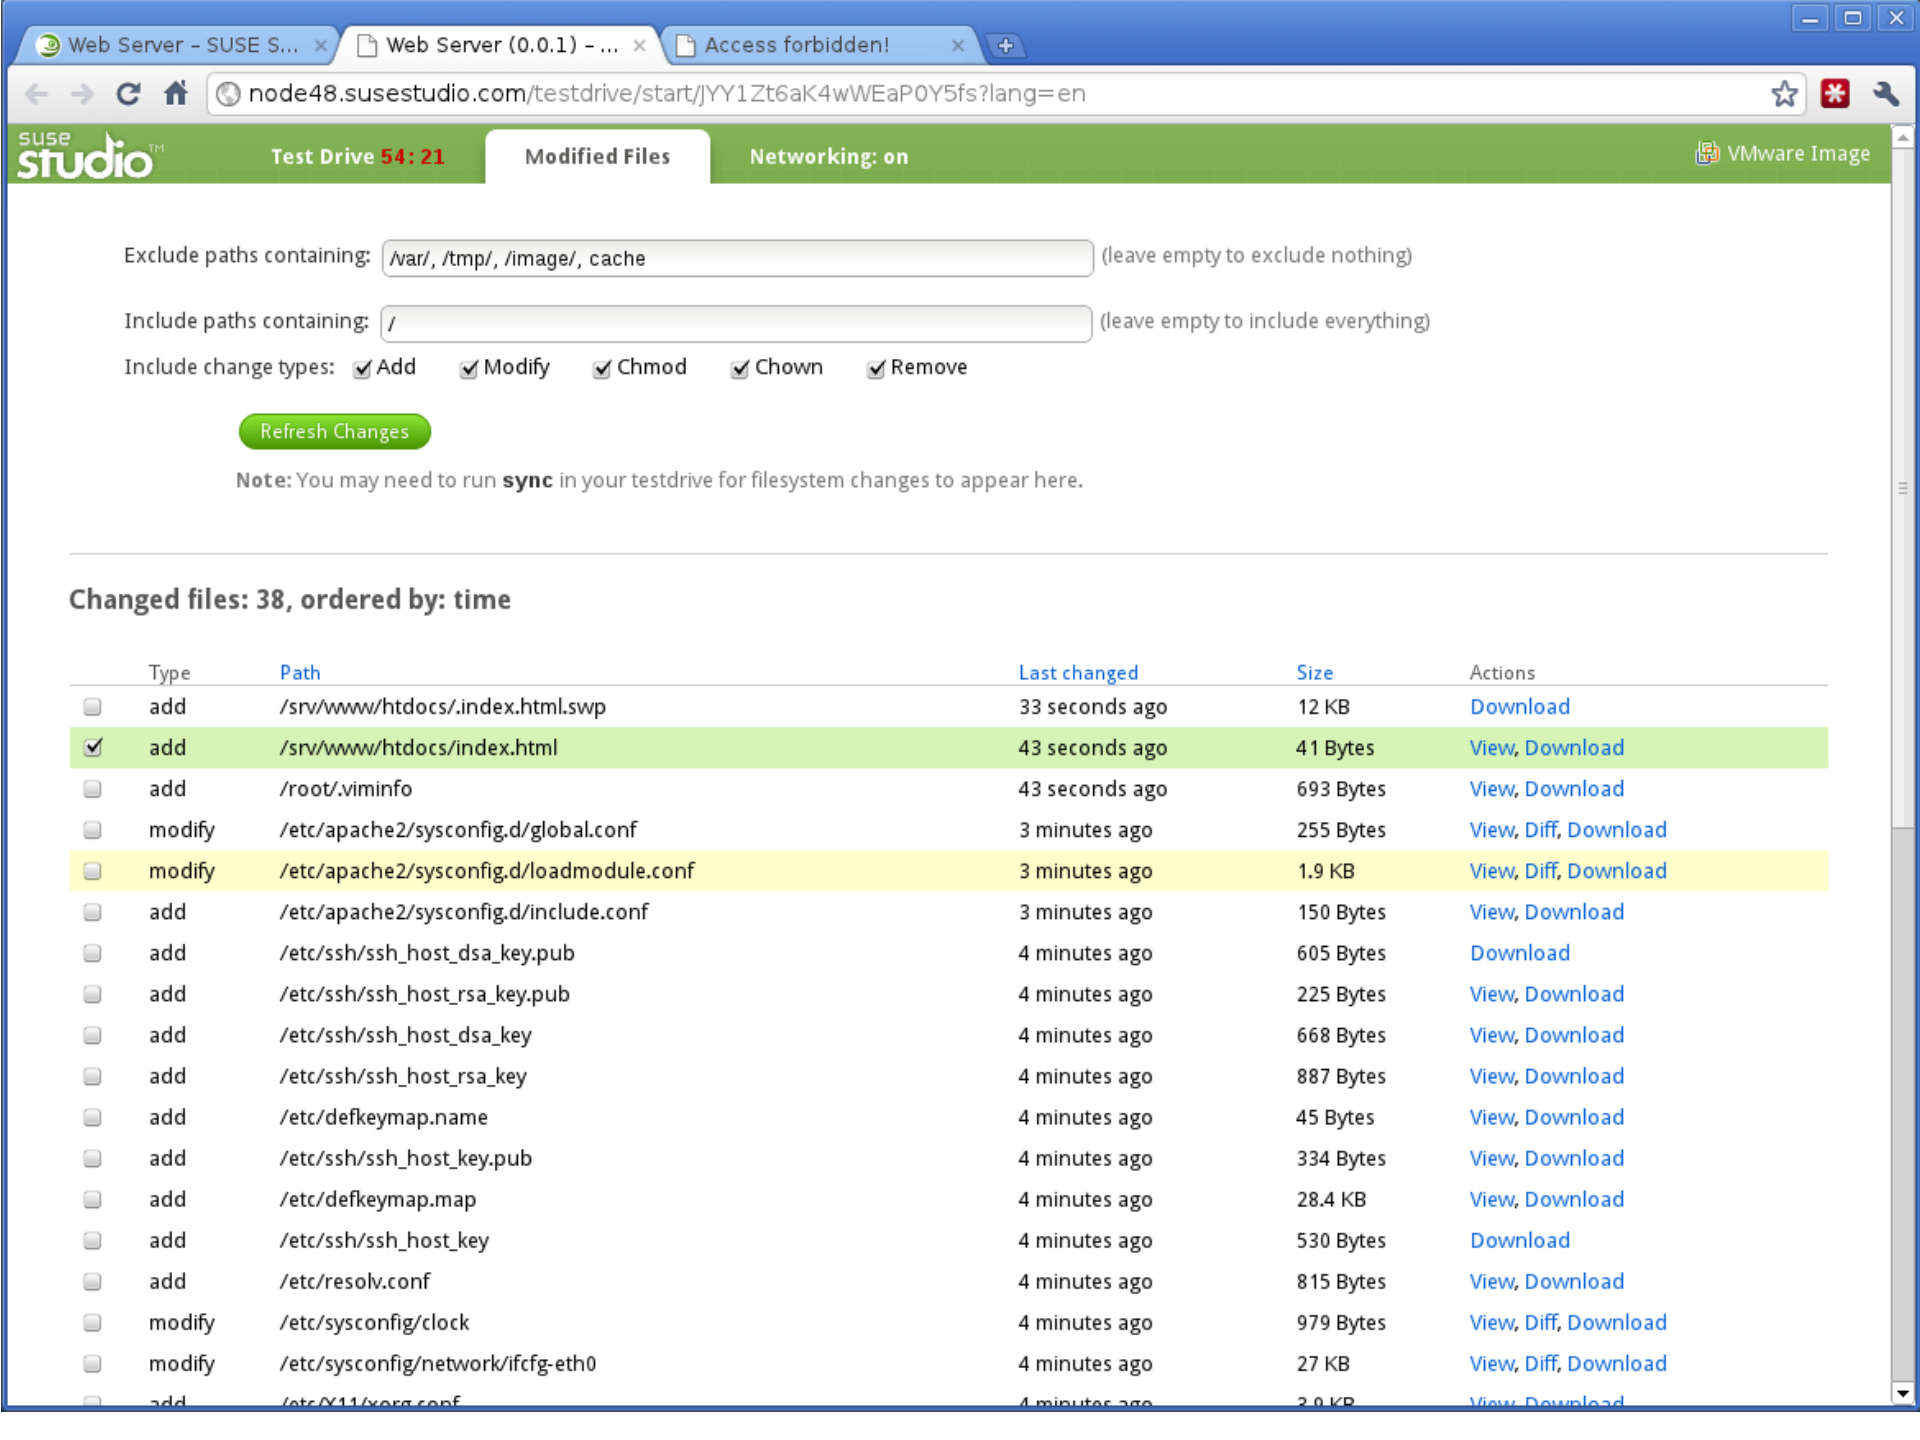 Web Server – SUSE S...
Web Server (0.0.1) – ...
Access forbidden!
node48.susestudio.com/testdrive/start/JYY1Zt6aK4wWEaP0Y5fs?lang=en
suse studio™
Test Drive 54:21
Modified Files
Networking: on
VMware Image
Exclude paths containing: /var/, /tmp/, /image/, cache (leave empty to exclude nothing)
Include paths containing: / (leave empty to include everything)
Include change types: Add Modify Chmod Chown Remove
Refresh Changes
Note: You may need to run sync in your testdrive for filesystem changes to appear here.
Changed files: 38, ordered by: time
Type Path Last changed Size Actions
add /srv/www/htdocs/.index.html.swp 33 seconds ago 12 KB Download
add /srv/www/htdocs/index.html 43 seconds ago 41 Bytes View, Download
add /root/.viminfo 43 seconds ago 693 Bytes View, Download
modify /etc/apache2/sysconfig.d/global.conf 3 minutes ago 255 Bytes View, Diff, Download
modify /etc/apache2/sysconfig.d/loadmodule.conf 3 minutes ago 1.9 KB View, Diff, Download
add /etc/apache2/sysconfig.d/include.conf 3 minutes ago 150 Bytes View, Download
add /etc/ssh/ssh_host_dsa_key.pub 4 minutes ago 605 Bytes Download
add /etc/ssh/ssh_host_rsa_key.pub 4 minutes ago 225 Bytes View, Download
add /etc/ssh/ssh_host_dsa_key 4 minutes ago 668 Bytes View, Download
add /etc/ssh/ssh_host_rsa_key 4 minutes ago 887 Bytes View, Download
add /etc/defkeymap.name 4 minutes ago 45 Bytes View, Download
add /etc/ssh/ssh_host_key.pub 4 minutes ago 334 Bytes View, Download
add /etc/defkeymap.map 4 minutes ago 28.4 KB View, Download
add /etc/ssh/ssh_host_key 4 minutes ago 530 Bytes Download
add /etc/resolv.conf 4 minutes ago 815 Bytes View, Download
modify /etc/sysconfig/clock 4 minutes ago 979 Bytes View, Diff, Download
modify /etc/sysconfig/network/ifcfg-eth0 4 minutes ago 27 KB View, Diff, Download
add /etc/X11/xorg.conf 4 minutes ago 3.9 KB View, Download